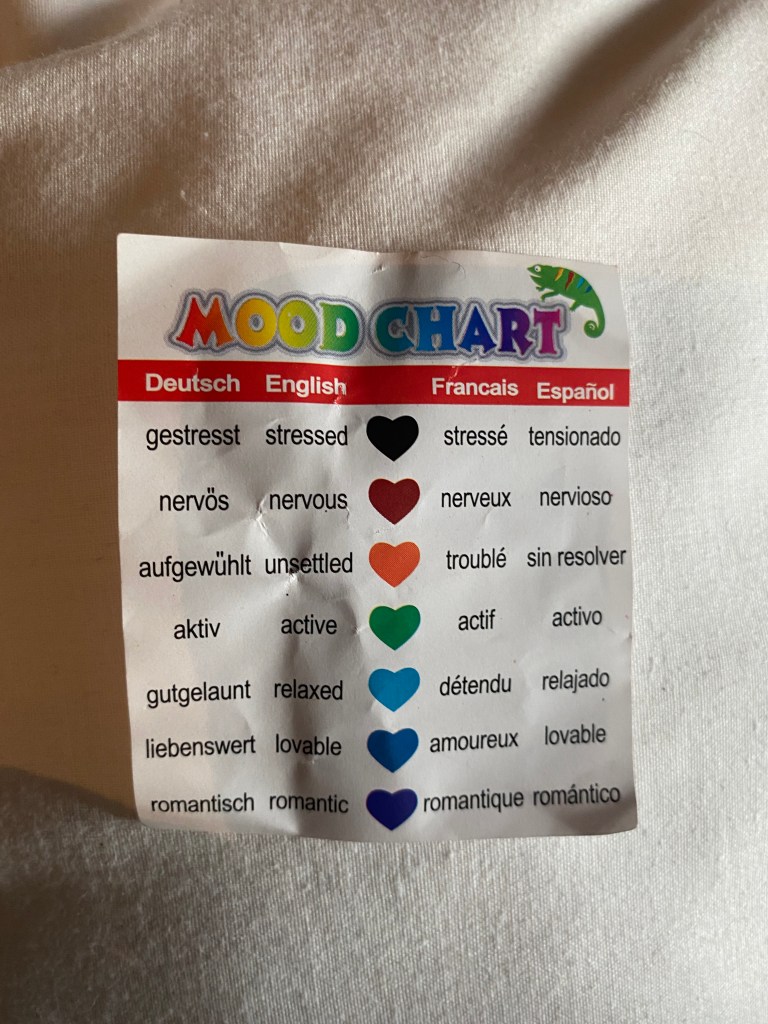 MOOD CHART
Deutsch English Francais Español
gestresst stressed stressé tensionado
nervös nervous nerveux nervioso
aufgewühlt unsettled troublé sin resolver
aktiv active actif activo
gutgelaunt relaxed détendu relajado
liebenswert lovable amoureux lovable
romantisch romantic romantique romántico